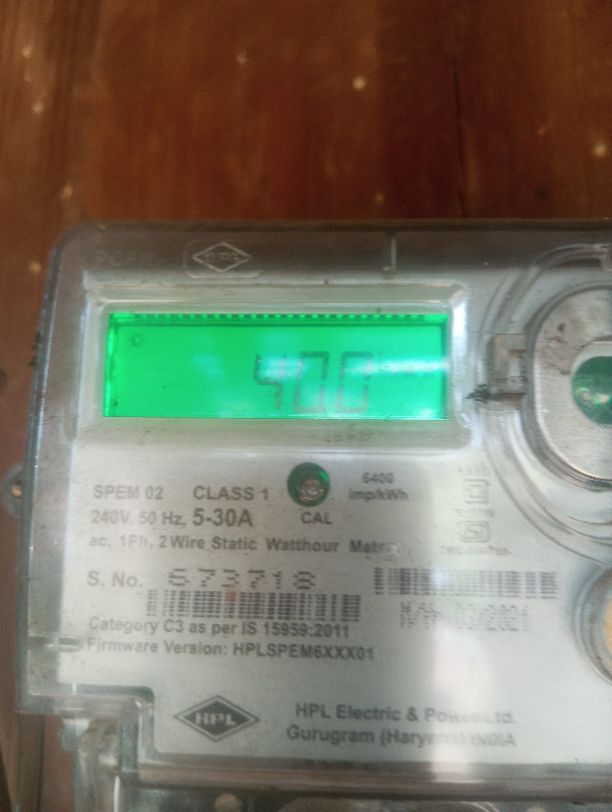 HPL
400
SPEM 02 CLASS 1
6400
imp/kWh
240V, 50 Hz, 5-30A
CAL
ac. 1Ph, 2 Wire Static Watthour
S. No. 673718
Category C3 as per IS 15959:2011
Firmware Version: HPLSPEM6XXX01
HPL
HPL Electric & Power Ltd.
Gurugram (Haryana) INDIA